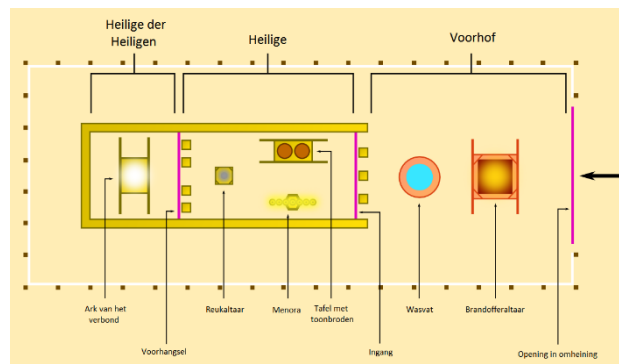 Heilige der
Heiligen
Heilige
Voorhof
Ark van het
verbond
Voorhangsel
Reukaltaar
Menora
Tafel met
toonbroden
Ingang
Wasvat
Brandofferaltaar
Opening in omheining